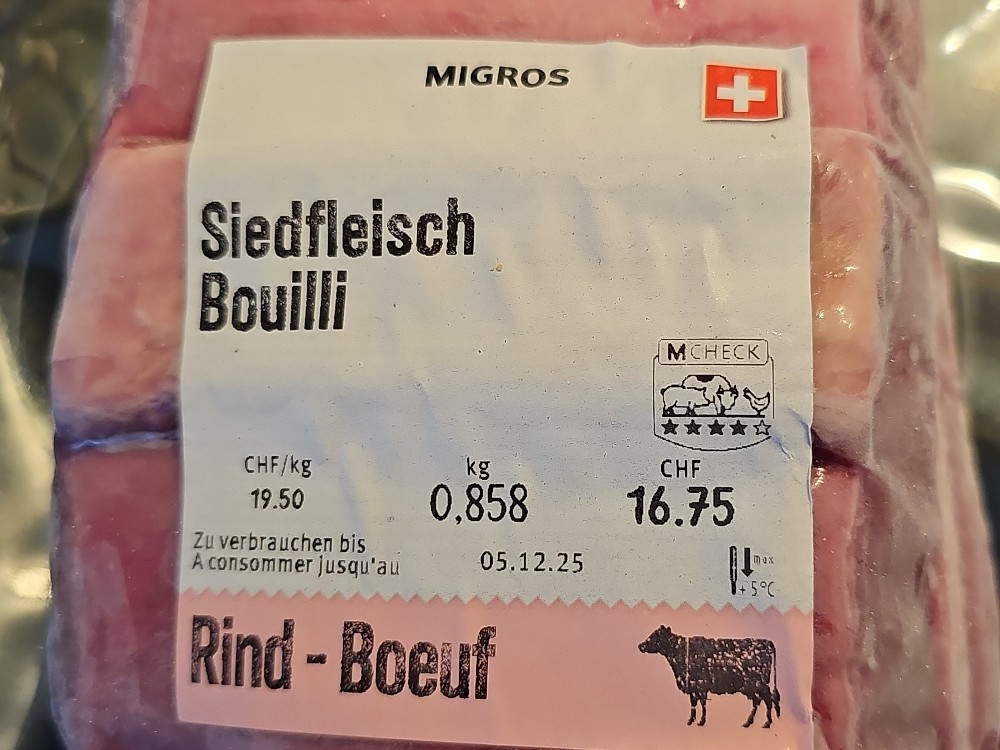 MIGROS
Siedfleisch
Bouilli
M CHECK
CHF/kg kg CHF
19.50 0,858 16.75
Zu verbrauchen bis
A consommer jusqu'au 05.12.25
max
+5°C
Rind - Boeuf